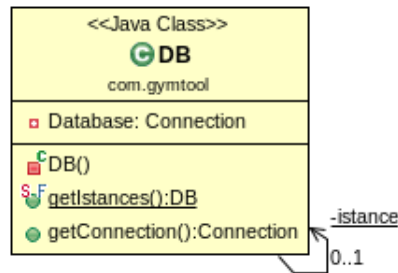 <<Java Class>>
C DB
com.gymtool
Database: Connection
C DB()
S F getIstances():DB
getConnection():Connection
-istance
0..1